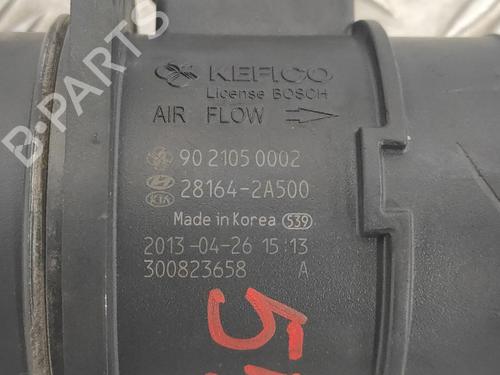 KEFICO
License BOSCH
AIR FLOW
B-PARTS
90 2105 0002
28164-2A500
KIA
Made in Korea 539
2013-04-26 15:13
300823658 A